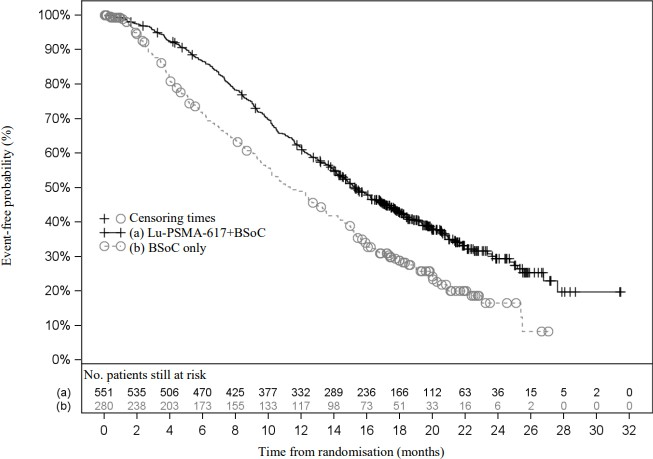 Event-free probability (%)
100%
90%
80%
70%
60%
50%
40%
30%
20%
10%
0%
Censoring times
(a) Lu-PSMA-617+BSoC
(b) BSoC only
No. patients still at risk
(a) 551 535 506 470 425 377 332 289 236 166 112 63 36 15 5 2 0
(b) 280 238 203 173 155 133 117 98 73 51 33 16 6 2 0 0 0
0 2 4 6 8 10 12 14 16 18 20 22 24 26 28 30 32
Time from randomisation (months)